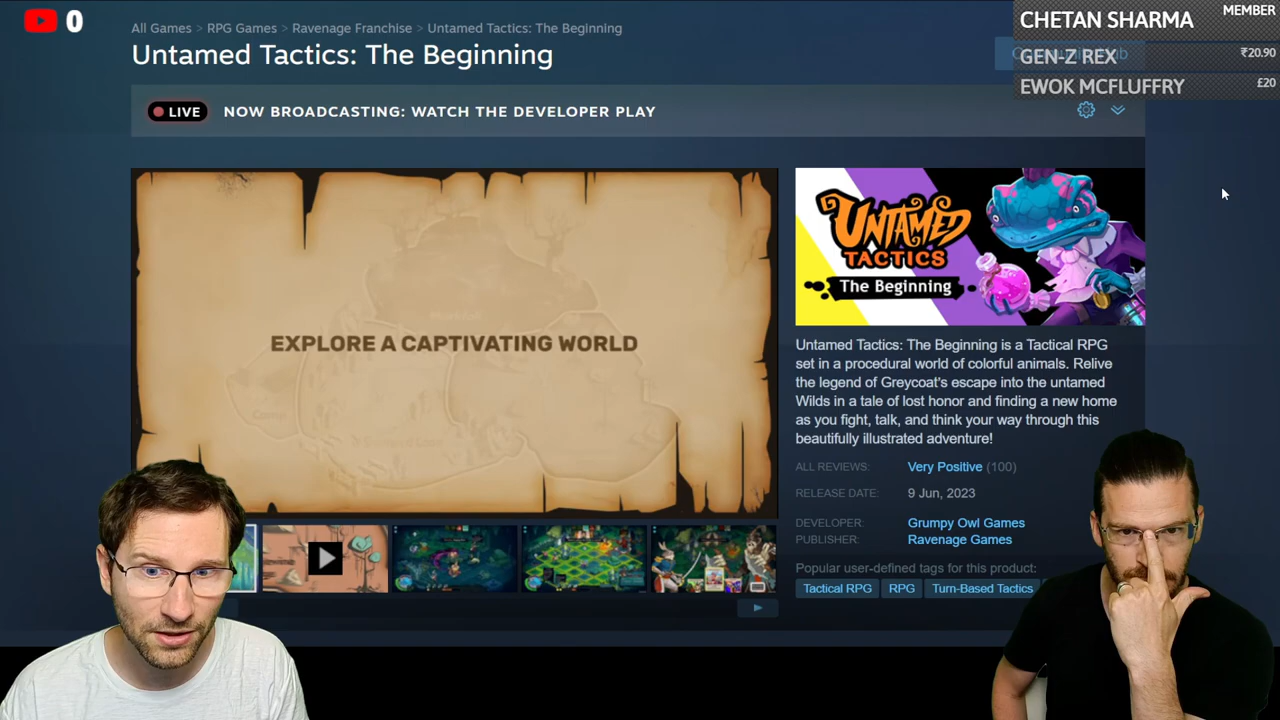 0
CHETAN SHARMA
MEMBER
GEN-Z REX
₹20.90
EWOK MCFLUFFRY
£20
All Games > RPG Games > Ravenage Franchise > Untamed Tactics: The Beginning
Untamed Tactics: The Beginning
LIVE
NOW BROADCASTING: WATCH THE DEVELOPER PLAY
EXPLORE A CAPTIVATING WORLD
UNTAMED
TACTICS
The Beginning
Untamed Tactics: The Beginning is a Tactical RPG
set in a procedural world of colorful animals. Relive
the legend of Greycoat's escape into the untamed
Wilds in a tale of lost honor and finding a new home
as you fight, talk, and think your way through this
beautifully illustrated adventure!
ALL REVIEWS: Very Positive (100)
RELEASE DATE: 9 Jun, 2023
DEVELOPER: Grumpy Owl Games
PUBLISHER: Ravenage Games
Popular user-defined tags for this product:
Tactical RPG RPG Turn-Based Tactics